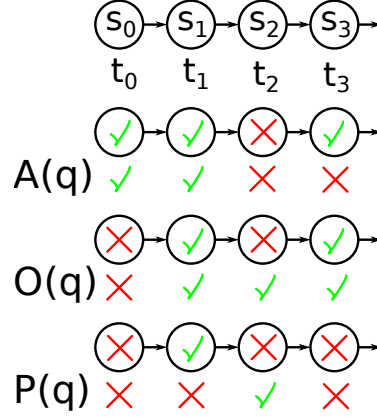 s₀ s₁ s₂ s₃
t₀ t₁ t₂ t₃
A(q)
O(q)
P(q)